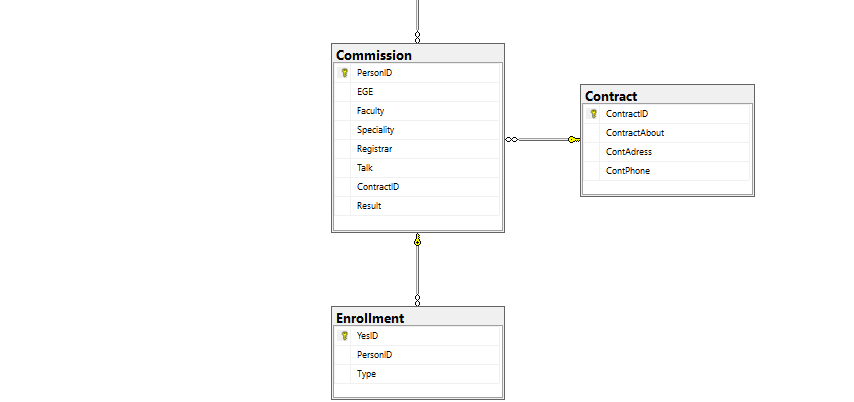 Commission
PersonID
EGE
Faculty
Speciality
Registrar
Talk
ContractID
Result
Contract
ContractID
ContractAbout
ContAdress
ContPhone
Enrollment
YesID
PersonID
Type